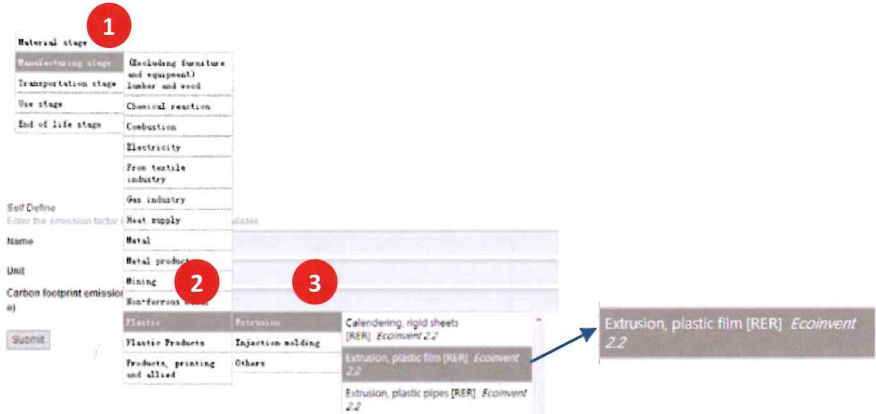 1
Material stage
Manufacturing stage
Transportation stage
Use stage
End of life stage
(Excluding furniture
and equipment)
lumber and wood
Chemical reaction
Combustion
Electricity
From textile
industry
Gas industry
Heat supply
Metal
Metal product
Mining
Non-ferrous
Plastic
Plastic Products
Products, printing
and allied
2
3
Extrusion
Injection molding
Others
Calendering, rigid sheets
[RER] Ecoinvent 2.2
Extrusion, plastic film [RER] Ecoinvent
2.2
Extrusion, plastic pipes [RER] Ecoinvent
2.2
Self Define
Enter the emission factor
Name
Unit
Carbon footprint emission
e)
Submit
Extrusion, plastic film [RER] Ecoinvent
2.2